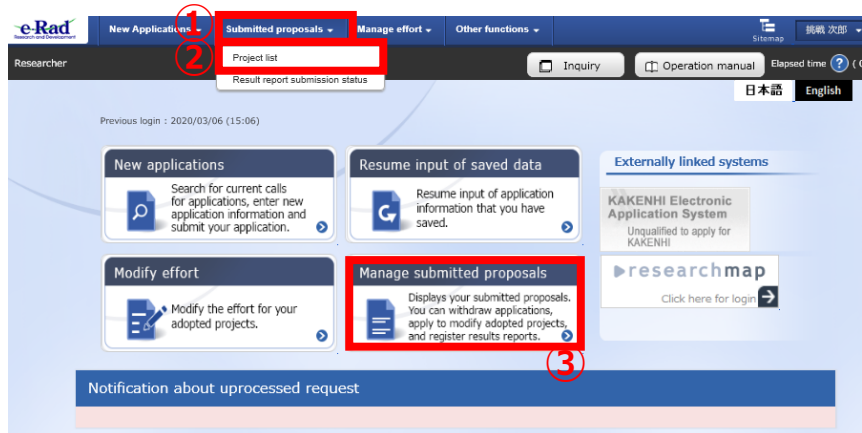 e-Rad
Research and Development
New Applications
Submitted proposals
Manage effort
Other functions
Sitemap
挑戦 次郎
①
②
Project list
Result report submission status
Researcher
Inquiry
Operation manual
Elapsed time ? (
日本語
English
Previous login : 2020/03/06 (15:06)
New applications
Search for current calls
for applications, enter new
application information and
submit your application.
Resume input of saved data
Resume input of application
information that you have
saved.
Externally linked systems
KAKENHI Electronic
Application System
Unqualified to apply for
KAKENHI
Modify effort
Modify the effort for your
adopted projects.
Manage submitted proposals
Displays your submitted proposals.
You can withdraw applications,
apply to modify adopted projects,
and register results reports.
③
researchmap
Click here for login
Notification about uprocessed request